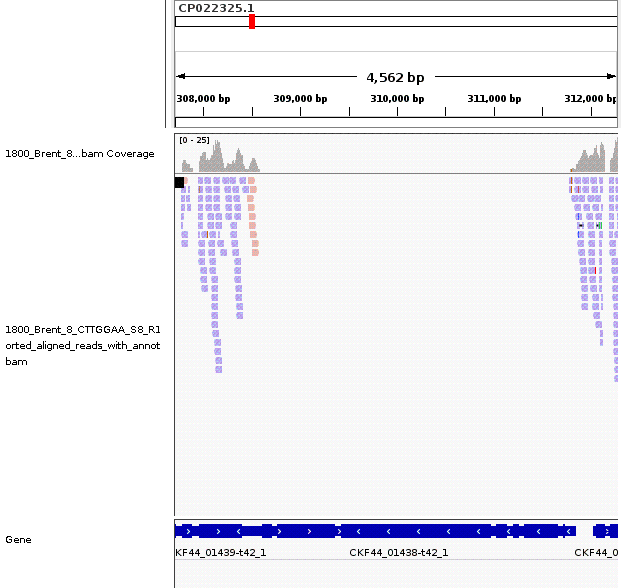 CP022325.1
4,562 bp
308,000 bp 309,000 bp 310,000 bp 311,000 bp 312,000 bp
[0 - 25]
1800_Brent_8...bam Coverage
1800_Brent_8_CTTGGAA_S8_R1
orted_aligned_reads_with_annot
bam
Gene
KF44_01439-t42_1 CKF44_01438-t42_1 CKF44_0